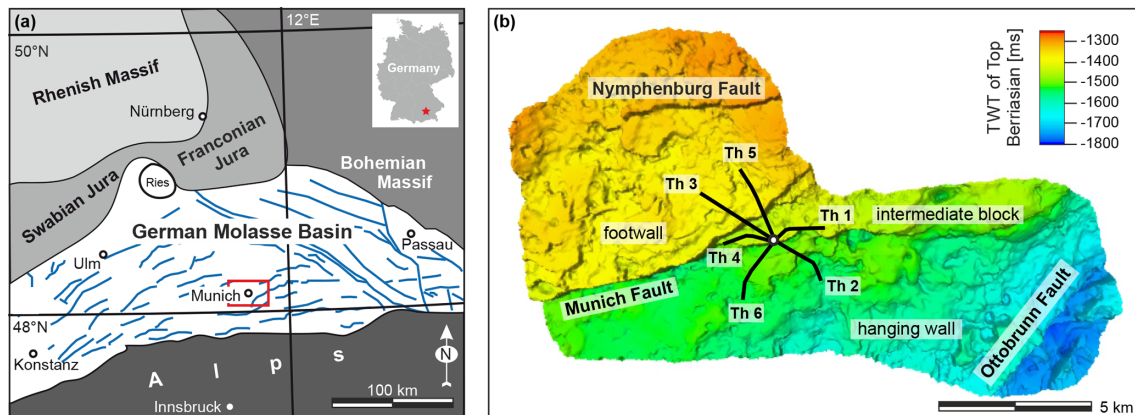 (a)
12°E
50°N
Germany
Rhenish Massif
Nürnberg
Franconian
Jura
Bohemian
Massif
Ries
Swabian Jura
German Molasse Basin
Passau
Ulm
Munich
48°N
Konstanz
Alps
N
100 km
Innsbruck
(b)
TWT of Top
Berriasian [ms]
-1300
-1400
-1500
-1600
-1700
-1800
Nymphenburg Fault
Th 5
Th 3
Th 1
intermediate block
footwall
Th 4
Th 2
Munich Fault
Th 6
hanging wall
Ottobrunn Fault
5 km